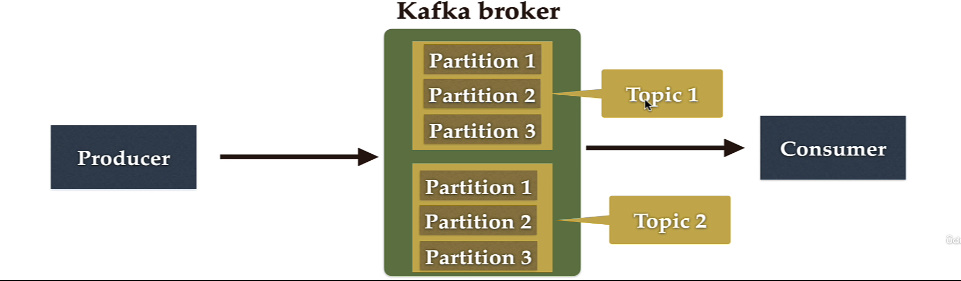 Kafka broker
Partition 1
Partition 2
Partition 3
Topic 1
Producer
Consumer
Partition 1
Partition 2
Partition 3
Topic 2